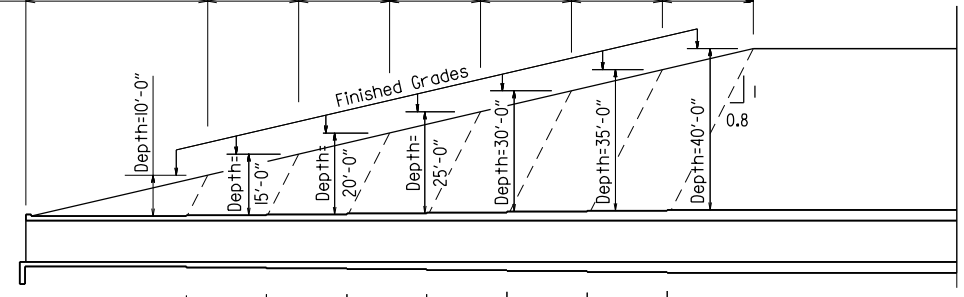 Finished Grades
Depth=10'-0"
Depth=
15'-0"
Depth=
20'-0"
Depth=
25'-0"
Depth=30'-0"
Depth=35'-0"
Depth=40'-0"
1
0.8